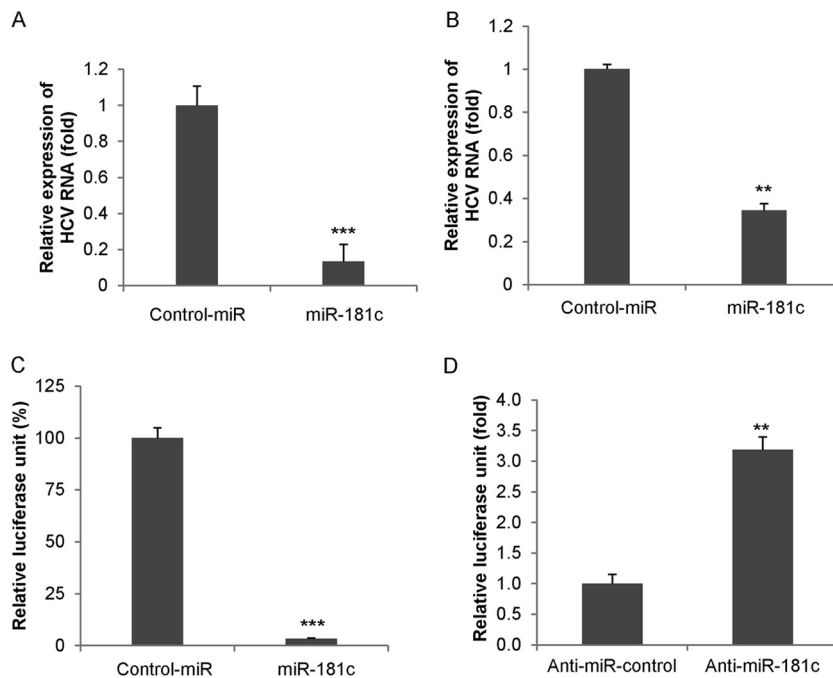 A
Relative expression of
HCV RNA (fold)
1.2
1
0.8
0.6
0.4
0.2
0
***
Control-miR
miR-181c
B
Relative expression of
HCV RNA (fold)
1.2
1
0.8
0.6
0.4
0.2
0
**
Control-miR
miR-181c
C
Relative luciferase unit (%)
125
100
75
50
25
0
***
Control-miR
miR-181c
D
Relative luciferase unit (fold)
4.0
3.5
3.0
2.5
2.0
1.5
1.0
0.5
0.0
**
Anti-miR-control
Anti-miR-181c